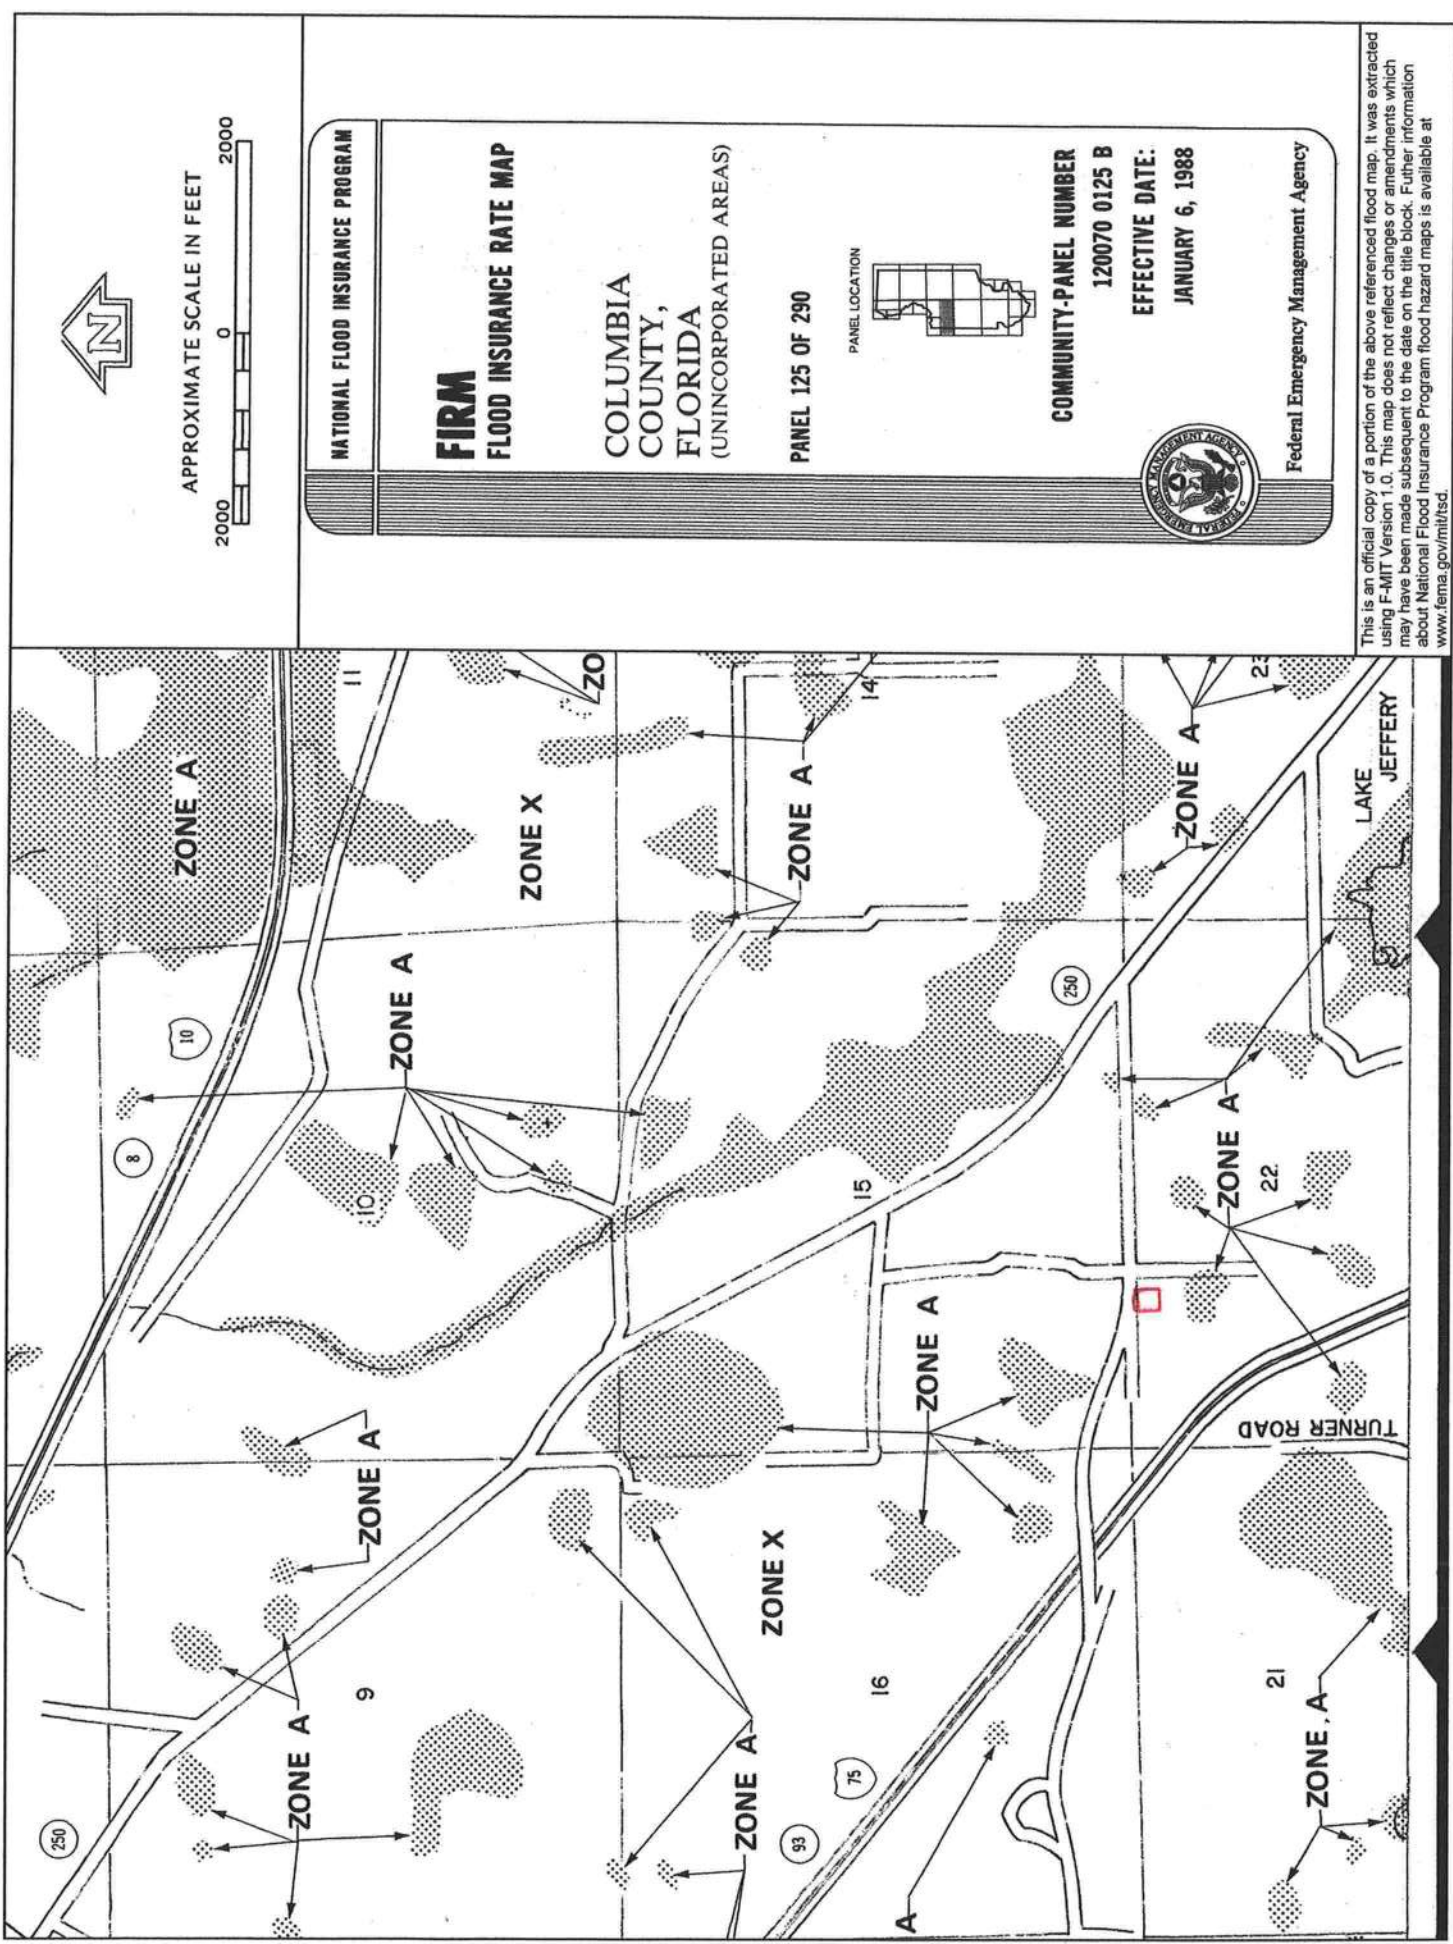 APPROXIMATE SCALE IN FEET
2000 0 2000
N
NATIONAL FLOOD INSURANCE PROGRAM
FIRM
FLOOD INSURANCE RATE MAP
COLUMBIA
COUNTY,
FLORIDA
(UNINCORPORATED AREAS)
PANEL 125 OF 290
PANEL LOCATION
COMMUNITY-PANEL NUMBER
120070 0125 B
EFFECTIVE DATE:
JANUARY 6, 1988
FEDERAL EMERGENCY MANAGEMENT AGENCY
Federal Emergency Management Agency
This is an official copy of a portion of the above referenced flood map. It was extracted
using F-MIT Version 1.0. This map does not reflect changes or amendments which
may have been made subsequent to the date on the title block. Futher information
about National Flood Insurance Program flood hazard maps is available at
www.fema.gov/mit/tsd.
ZONE A
11
10
8
ZONE A
10
ZONE X
ZO
ZONE A
14
ZONE A
9
250
ZONE A
ZONE X
ZONE A
15
250
ZONE A
23
16
75
93
ZONE A
A
ZONE A
22
LAKE
JEFFERY
TURNER ROAD
21
ZONE A